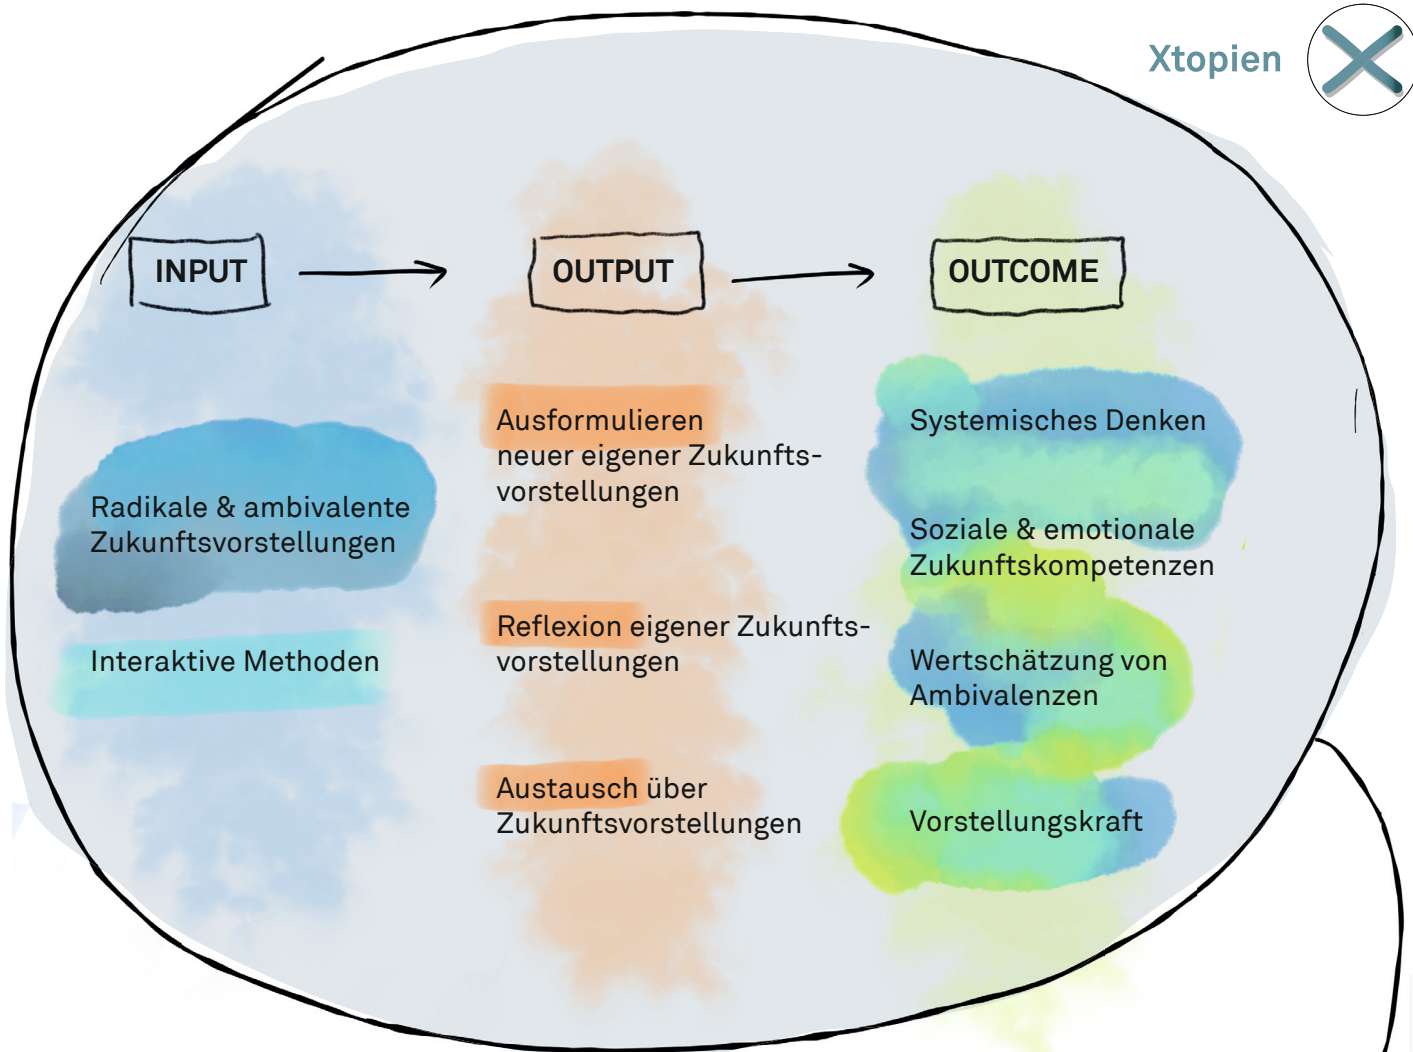 Xtopien
INPUT
OUTPUT
OUTCOME
Radikale & ambivalente
Zukunftsvorstellungen
Interaktive Methoden
Ausformulieren
neuer eigener Zukunfts-
vorstellungen
Reflexion eigener Zukunfts-
vorstellungen
Austausch über
Zukunftsvorstellungen
Systemisches Denken
Soziale & emotionale
Zukunftskompetenzen
Wertschätzung von
Ambivalenzen
Vorstellungskraft